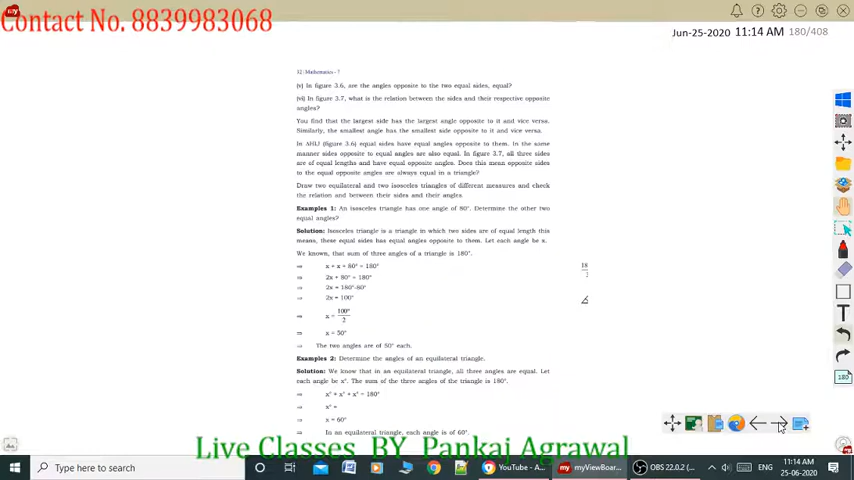 my
Contact No. 8839983068
Jun-25-2020 11:14 AM 180/408
32 | Mathematics - 7
(v) In figure 3.6, are the angles opposite to the two equal sides, equal?
(vi) In figure 3.7, what is the relation between the sides and their respective opposite
angles?
You find that the largest side has the largest angle opposite to it and vice versa.
Similarly, the smallest angle has the smallest side opposite to it and vice versa.
In ΔHIJ (figure 3.6) equal sides have equal angles opposite to them. In the same
manner sides opposite to equal angles are also equal. In figure 3.7, all three sides
are of equal lengths and have equal opposite angles. Does this mean opposite sides
to the equal opposite angles are always equal in a triangle?
Draw two equilateral and two isosceles triangles of different measures and check
the relation and between their sides and their angles.
Examples 1: An isosceles triangle has one angle of 80°. Determine the other two
equal angles?
Solution: Isosceles triangle is a triangle in which two sides are of equal length this
means, these equal sides has equal angles opposite to them. Let each angle be x.
We known, that sum of three angles of a triangle is 180°.
⇒ x + x + 80° = 180°
⇒ 2x + 80° = 180°
⇒ 2x = 180°-80°
⇒ 2x = 100°
⇒ x = 100°/2
⇒ x = 50°
⇒ The two angles are of 50° each.
Examples 2: Determine the angles of an equilateral triangle.
Solution: We know that in an equilateral triangle, all three angles are equal. Let
each angle be x°. The sum of the three angles of the triangle is 180°.
⇒ x° + x° + x° = 180°
⇒ x° =
⇒ x = 60°
⇒ In an equilateral triangle, each angle is of 60°.
18
∠
T
180
Live Classes BY Pankaj Agrawal
Type here to search
YouTube - A...
my myViewBoar...
OBS 22.0.2 (...
ENG
11:14 AM
25-06-2020